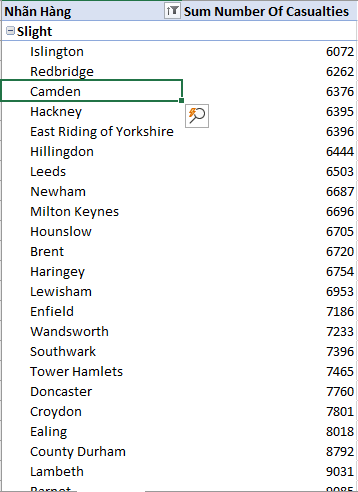 Nhãn Hàng Sum Number Of Casualties
Slight
Islington 6072
Redbridge 6262
Camden 6376
Hackney 6395
East Riding of Yorkshire 6396
Hillingdon 6444
Leeds 6503
Newham 6687
Milton Keynes 6696
Hounslow 6705
Brent 6720
Haringey 6754
Lewisham 6953
Enfield 7186
Wandsworth 7233
Southwark 7396
Tower Hamlets 7465
Doncaster 7760
Croydon 7801
Ealing 8018
County Durham 8792
Lambeth 9031